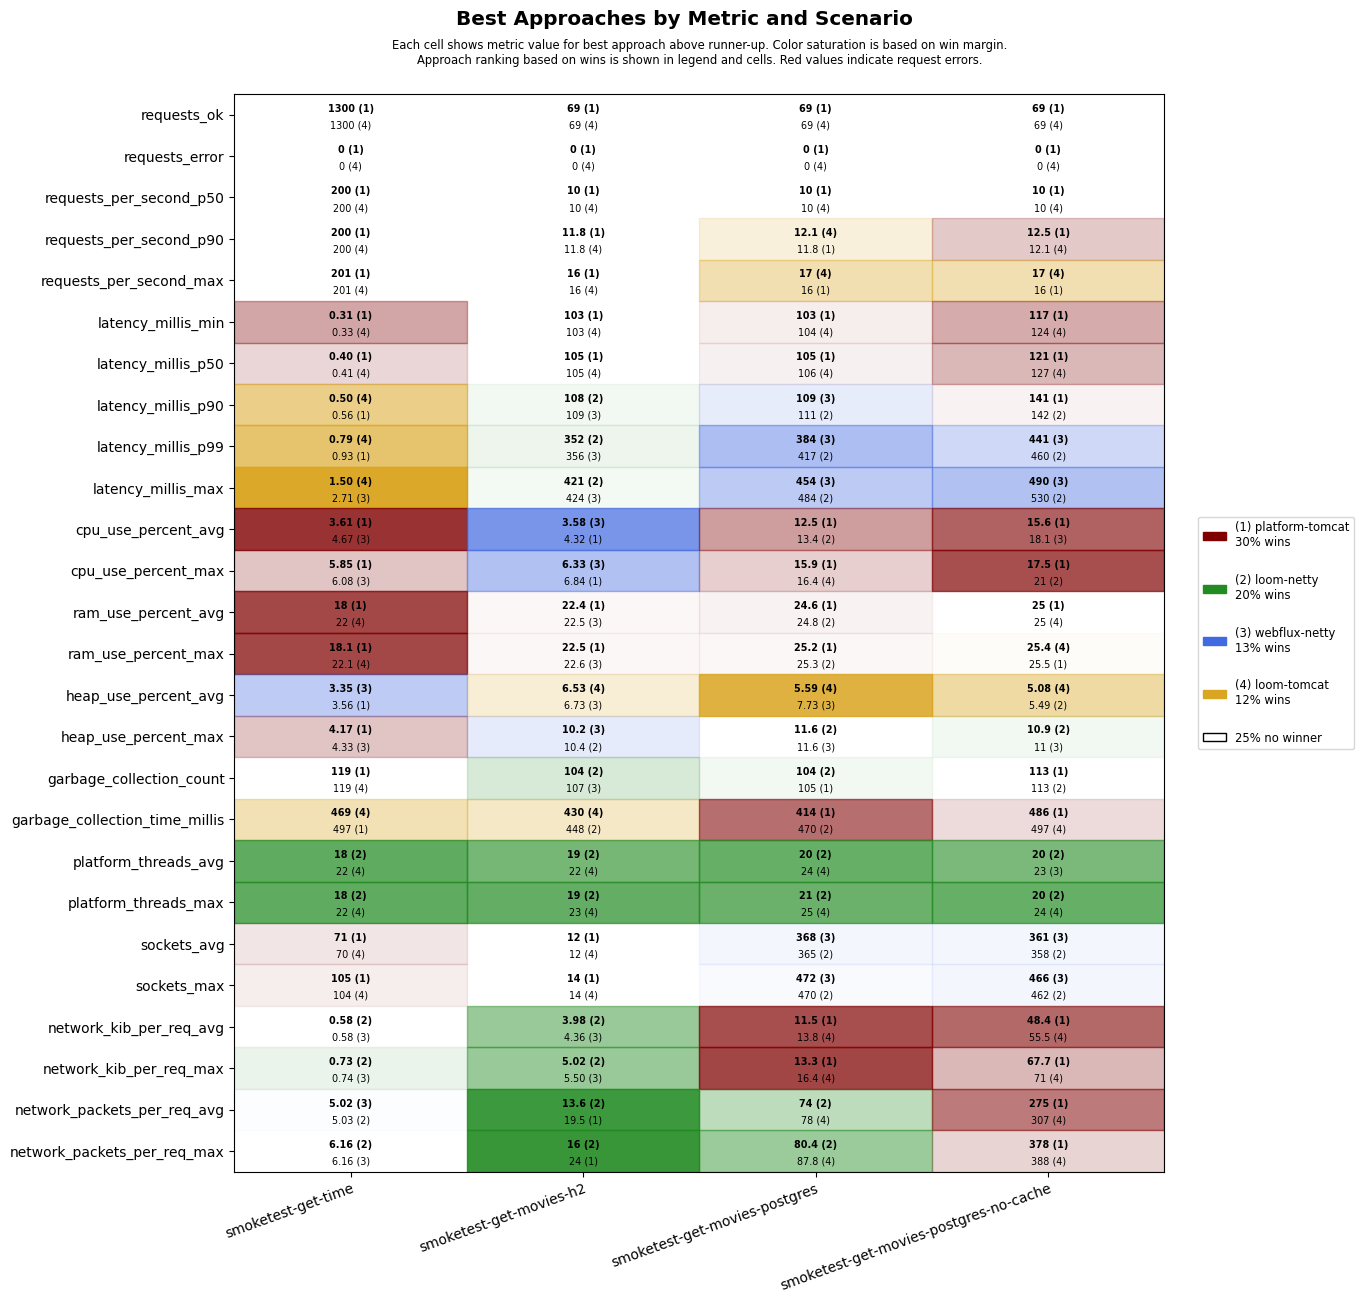 Best Approaches by Metric and Scenario
Each cell shows metric value for best approach above runner-up. Color saturation is based on win margin.
Approach ranking based on wins is shown in legend and cells. Red values indicate request errors.
requests_ok
1300 (1) 69 (1) 69 (1) 69 (1)
1300 (4) 69 (4) 69 (4) 69 (4)
requests_error
0 (1) 0 (1) 0 (1) 0 (1)
0 (4) 0 (4) 0 (4) 0 (4)
requests_per_second_p50
200 (1) 10 (1) 10 (1) 10 (1)
200 (4) 10 (4) 10 (4) 10 (4)
requests_per_second_p90
200 (1) 11.8 (1) 12.1 (4) 12.5 (1)
200 (4) 11.8 (4) 11.8 (1) 12.1 (4)
requests_per_second_max
201 (1) 16 (1) 17 (4) 17 (4)
201 (4) 16 (4) 16 (1) 16 (1)
latency_millis_min
0.31 (1) 103 (1) 103 (1) 117 (1)
0.33 (4) 103 (4) 104 (4) 124 (4)
latency_millis_p50
0.40 (1) 105 (1) 105 (1) 121 (1)
0.41 (4) 105 (4) 106 (4) 127 (4)
latency_millis_p90
0.50 (4) 108 (2) 109 (3) 141 (1)
0.56 (1) 109 (3) 111 (2) 142 (2)
latency_millis_p99
0.79 (4) 352 (2) 384 (3) 441 (3)
0.93 (1) 356 (3) 417 (2) 460 (2)
latency_millis_max
1.50 (4) 421 (2) 454 (3) 490 (3)
2.71 (3) 424 (3) 484 (2) 530 (2)
cpu_use_percent_avg
3.61 (1) 3.58 (3) 12.5 (1) 15.6 (1)
4.67 (3) 4.32 (1) 13.4 (2) 18.1 (3)
cpu_use_percent_max
5.85 (1) 6.33 (3) 15.9 (1) 17.5 (1)
6.08 (3) 6.84 (1) 16.4 (4) 21 (2)
ram_use_percent_avg
18 (1) 22.4 (1) 24.6 (1) 25 (1)
22 (4) 22.5 (3) 24.8 (2) 25 (4)
ram_use_percent_max
18.1 (1) 22.5 (1) 25.2 (1) 25.4 (4)
22.1 (4) 22.6 (3) 25.3 (2) 25.5 (1)
heap_use_percent_avg
3.35 (3) 6.53 (4) 5.59 (4) 5.08 (4)
3.56 (1) 6.73 (3) 7.73 (3) 5.49 (2)
heap_use_percent_max
4.17 (1) 10.2 (3) 11.6 (2) 10.9 (2)
4.33 (3) 10.4 (2) 11.6 (3) 11 (3)
garbage_collection_count
119 (1) 104 (2) 104 (2) 113 (1)
119 (4) 107 (3) 105 (1) 113 (2)
garbage_collection_time_millis
469 (4) 430 (4) 414 (1) 486 (1)
497 (1) 448 (2) 470 (2) 497 (4)
platform_threads_avg
18 (2) 19 (2) 20 (2) 20 (2)
22 (4) 22 (4) 24 (4) 23 (3)
platform_threads_max
18 (2) 19 (2) 21 (2) 20 (2)
22 (4) 23 (4) 25 (4) 24 (4)
sockets_avg
71 (1) 12 (1) 368 (3) 361 (3)
70 (4) 12 (4) 365 (2) 358 (2)
sockets_max
105 (1) 14 (1) 472 (3) 466 (3)
104 (4) 14 (4) 470 (2) 462 (2)
network_kib_per_req_avg
0.58 (2) 3.98 (2) 11.5 (1) 48.4 (1)
0.58 (3) 4.36 (3) 13.8 (4) 55.5 (4)
network_kib_per_req_max
0.73 (2) 5.02 (2) 13.3 (1) 67.7 (1)
0.74 (3) 5.50 (3) 16.4 (4) 71 (4)
network_packets_per_req_avg
5.02 (3) 13.6 (2) 74 (2) 275 (1)
5.03 (2) 19.5 (1) 78 (4) 307 (4)
network_packets_per_req_max
6.16 (2) 16 (2) 80.4 (2) 378 (1)
6.16 (3) 24 (1) 87.8 (4) 388 (4)
smoketest-get-time
smoketest-get-movies-h2
smoketest-get-movies-postgres
smoketest-get-movies-postgres-no-cache
(1) platform-tomcat
30% wins
(2) loom-netty
20% wins
(3) webflux-netty
13% wins
(4) loom-tomcat
12% wins
25% no winner